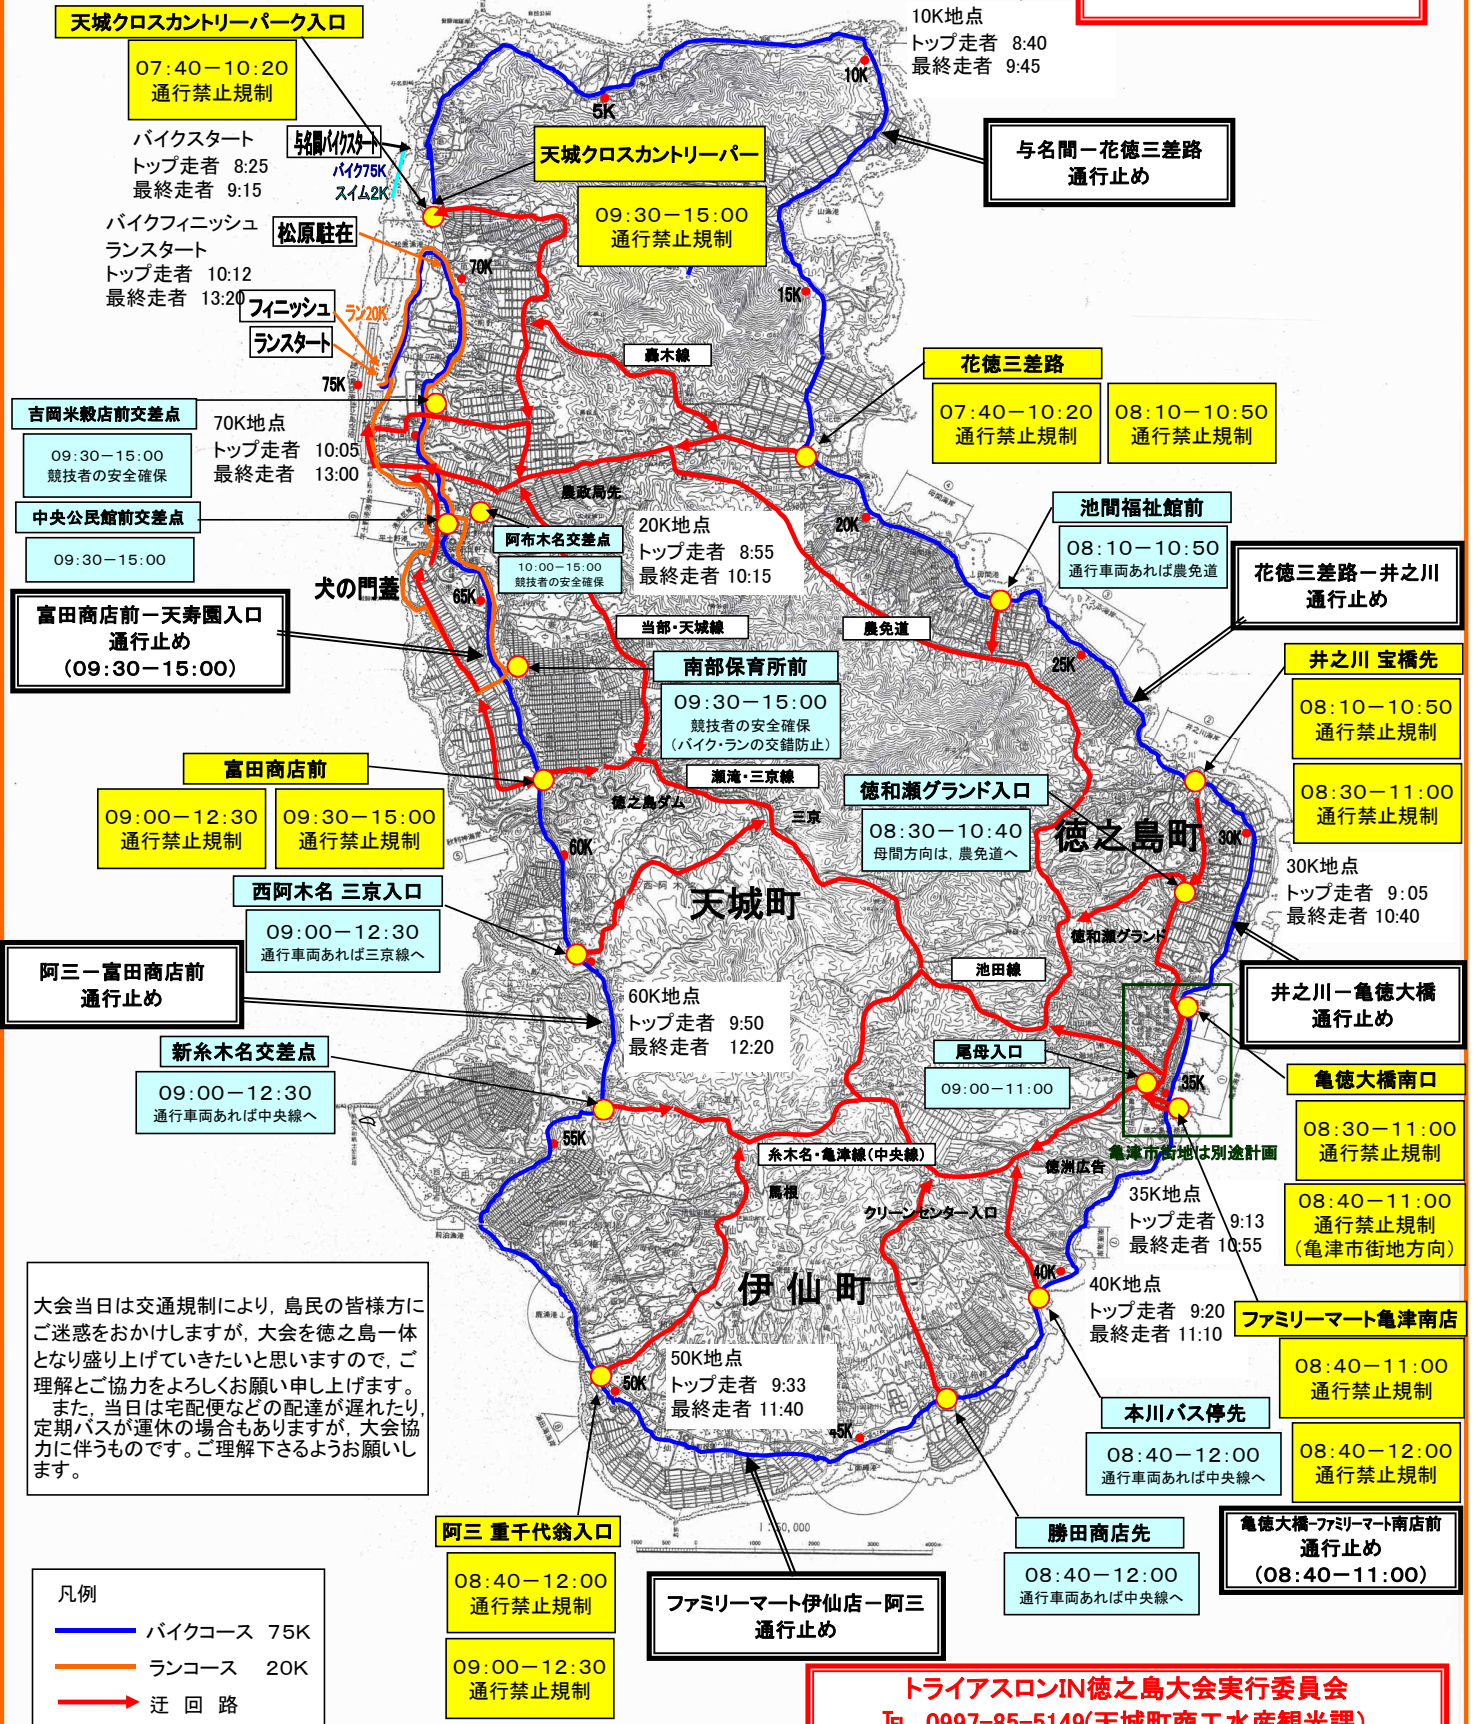 天城クロスカントリーパーク入口
07:40－10:20
通行禁止規制
10K地点
トップ走者 8:40
最終走者 9:45
10K
5K
バイクスタート
トップ走者 8:25
最終走者 9:15
与名間バイクスタート
バイク75K
スイム2K
天城クロスカントリーパー
09:30－15:00
通行禁止規制
与名間－花徳三差路
通行止め
バイクフィニッシュ
ランスタート
トップ走者 10:12
最終走者 13:20
松原駐在
70K
フィニッシュ
ラン20K
ランスタート
75K
15K
轟木線
花徳三差路
07:40－10:20
通行禁止規制
08:10－10:50
通行禁止規制
吉岡米穀店前交差点
09:30－15:00
競技者の安全確保
70K地点
トップ走者 10:05
最終走者 13:00
中央公民館前交差点
09:30－15:00
農政局先
阿布木名交差点
10:00－15:00
競技者の安全確保
20K地点
トップ走者 8:55
最終走者 10:15
20K
池間福祉館前
08:10－10:50
通行車両あれば農免道
花徳三差路－井之川
通行止め
犬の門蓋
65K
富田商店前－天寿園入口
通行止め
(09:30－15:00)
当部・天城線
農免道
25K
南部保育所前
09:30－15:00
競技者の安全確保
(バイク・ランの交錯防止)
井之川 宝橋先
08:10－10:50
通行禁止規制
08:30－11:00
通行禁止規制
富田商店前
09:00－12:30
通行禁止規制
09:30－15:00
通行禁止規制
瀬滝・三京線
徳之島ダム
三京
徳和瀬グランド入口
08:30－10:40
母間方向は，農免道へ
徳之島町
30K
30K地点
トップ走者 9:05
最終走者 10:40
60K
西阿木名 三京入口
09:00－12:30
通行車両あれば三京線へ
天城町
徳和瀬グランド
阿三－富田商店前
通行止め
池田線
井之川－亀徳大橋
通行止め
60K地点
トップ走者 9:50
最終走者 12:20
新糸木名交差点
09:00－12:30
通行車両あれば中央線へ
尾母入口
09:00－11:00
亀徳大橋南口
08:30－11:00
通行禁止規制
08:40－11:00
通行禁止規制
(亀津市街地方向)
35K
55K
糸木名・亀津線(中央線)
亀津市街地は別途計画
徳洲広告
馬根
クリーンセンター入口
35K地点
トップ走者 9:13
最終走者 10:55
伊仙町
40K
40K地点
トップ走者 9:20
最終走者 11:10
ファミリーマート亀津南店
08:40－11:00
通行禁止規制
08:40－12:00
通行禁止規制
大会当日は交通規制により，島民の皆様方に
ご迷惑をおかけしますが，大会を徳之島一体
となり盛り上げていきたいと思いますので，ご
理解とご協力をよろしくお願い申し上げます。
また，当日は宅配便などの配達が遅れたり，
定期バスが運休の場合もありますが，大会協
力に伴うものです。ご理解下さるようお願いし
ます。
50K地点
トップ走者 9:33
最終走者 11:40
50K
45K
本川バス停先
08:40－12:00
通行車両あれば中央線へ
阿三 重千代翁入口
08:40－12:00
通行禁止規制
09:00－12:30
通行禁止規制
1:50,000
勝田商店先
08:40－12:00
通行車両あれば中央線へ
亀徳大橋-ファミリーマート南店前
通行止め
(08:40－11:00)
ファミリーマート伊仙店－阿三
通行止め
凡例
バイクコース 75K
ランコース 20K
迂回路
トライアスロンIN徳之島大会実行委員会
℡ 0997-85-5149(天城町商工水産観光課)